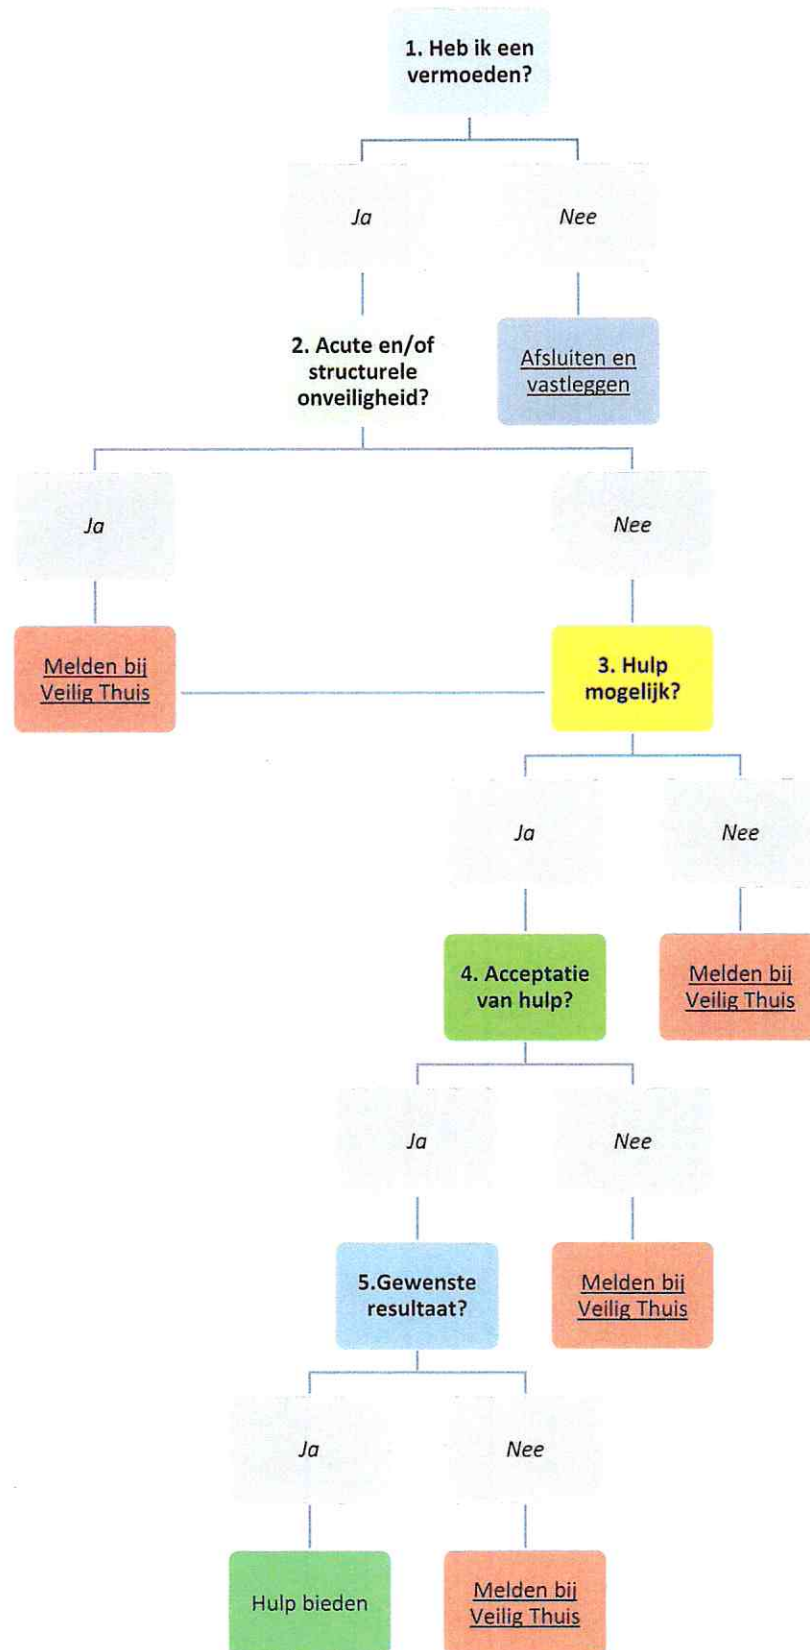 1. Heb ik een
vermoeden?
Ja
Nee
2. Acute en/of
structurele
onveiligheid?
Afsluiten en
vastleggen
Ja
Nee
Melden bij
Veilig Thuis
3. Hulp
mogelijk?
Ja
Nee
4. Acceptatie
van hulp?
Melden bij
Veilig Thuis
Ja
Nee
5.Gewenste
resultaat?
Melden bij
Veilig Thuis
Ja
Nee
Hulp bieden
Melden bij
Veilig Thuis